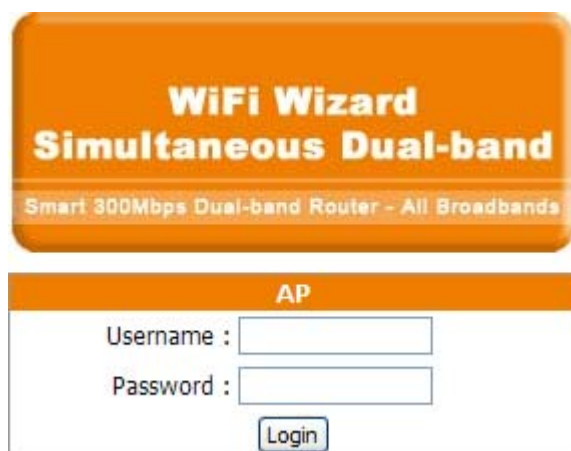 WiFi Wizard
Simultaneous Dual-band
Smart 300Mbps Dual-band Router - All Broadbands
AP
Username :
Password :
Login